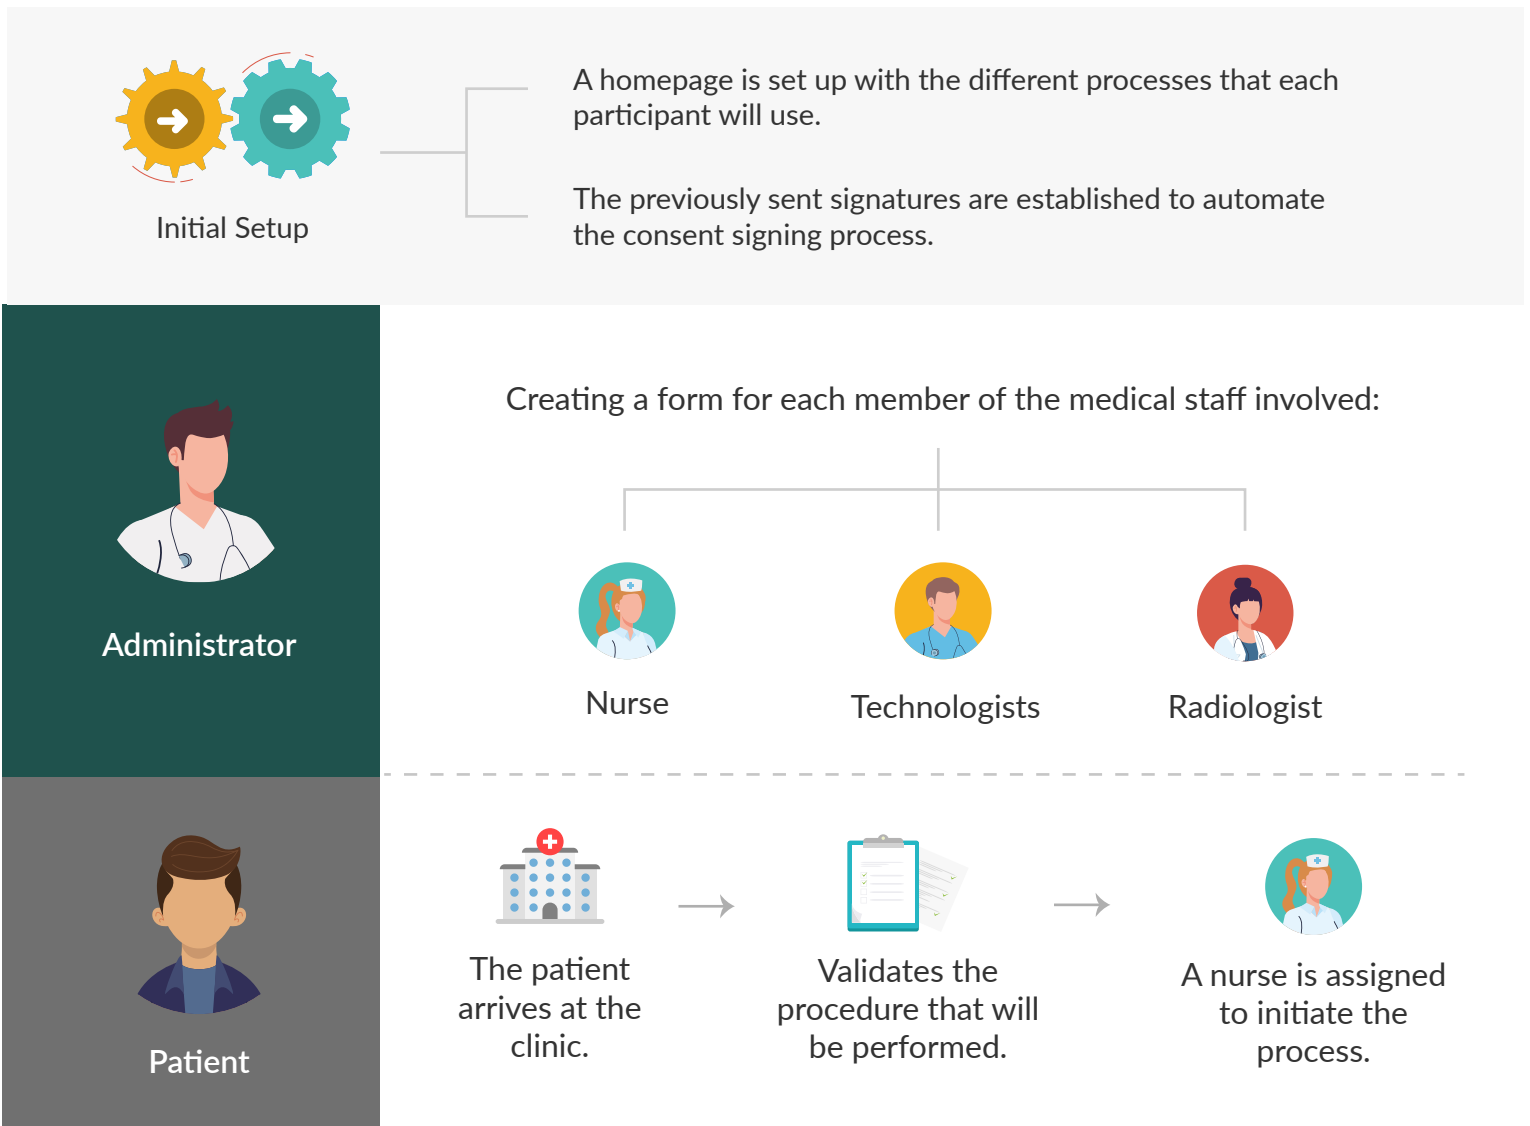 Initial Setup
A homepage is set up with the different processes that each
participant will use.
The previously sent signatures are established to automate
the consent signing process.
Administrator
Creating a form for each member of the medical staff involved:
Nurse
Technologists
Radiologist
Patient
The patient
arrives at the
clinic.
Validates the
procedure that will
be performed.
A nurse is assigned
to initiate the
process.